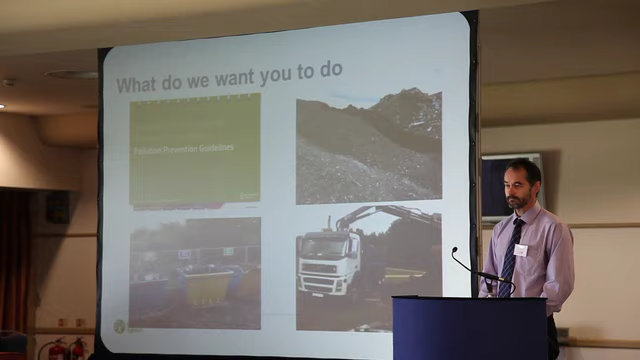 What do we want you to do
Pollution Prevention Guidelines